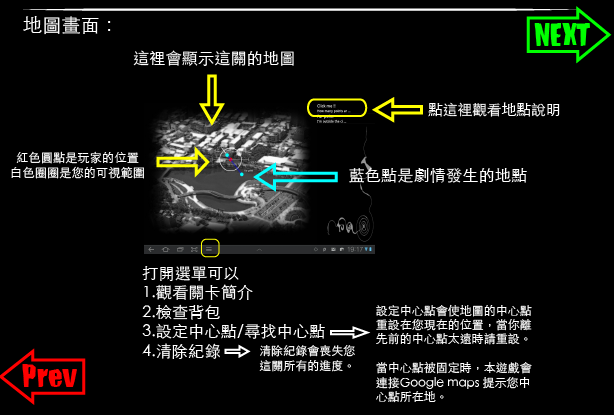 地圖畫面：
NEXT
這裡會顯示這關的地圖
Click me !!
how many points ar ...
I'm outside the ci ...
點這裡觀看地點說明
紅色圓點是玩家的位置
白色圈圈是您的可視範圍
藍色點是劇情發生的地點
19:17
打開選單可以
1.觀看關卡簡介
2.檢查背包
3.設定中心點/尋找中心點
4.清除紀錄
清除紀錄會喪失您
這關所有的進度。
設定中心點會使地圖的中心點
重設在您現在的位置，當你離
先前的中心點太遠時請重設。
當中心點被固定時，本遊戲會
連接Google maps 提示您中
心點所在地。
Prev